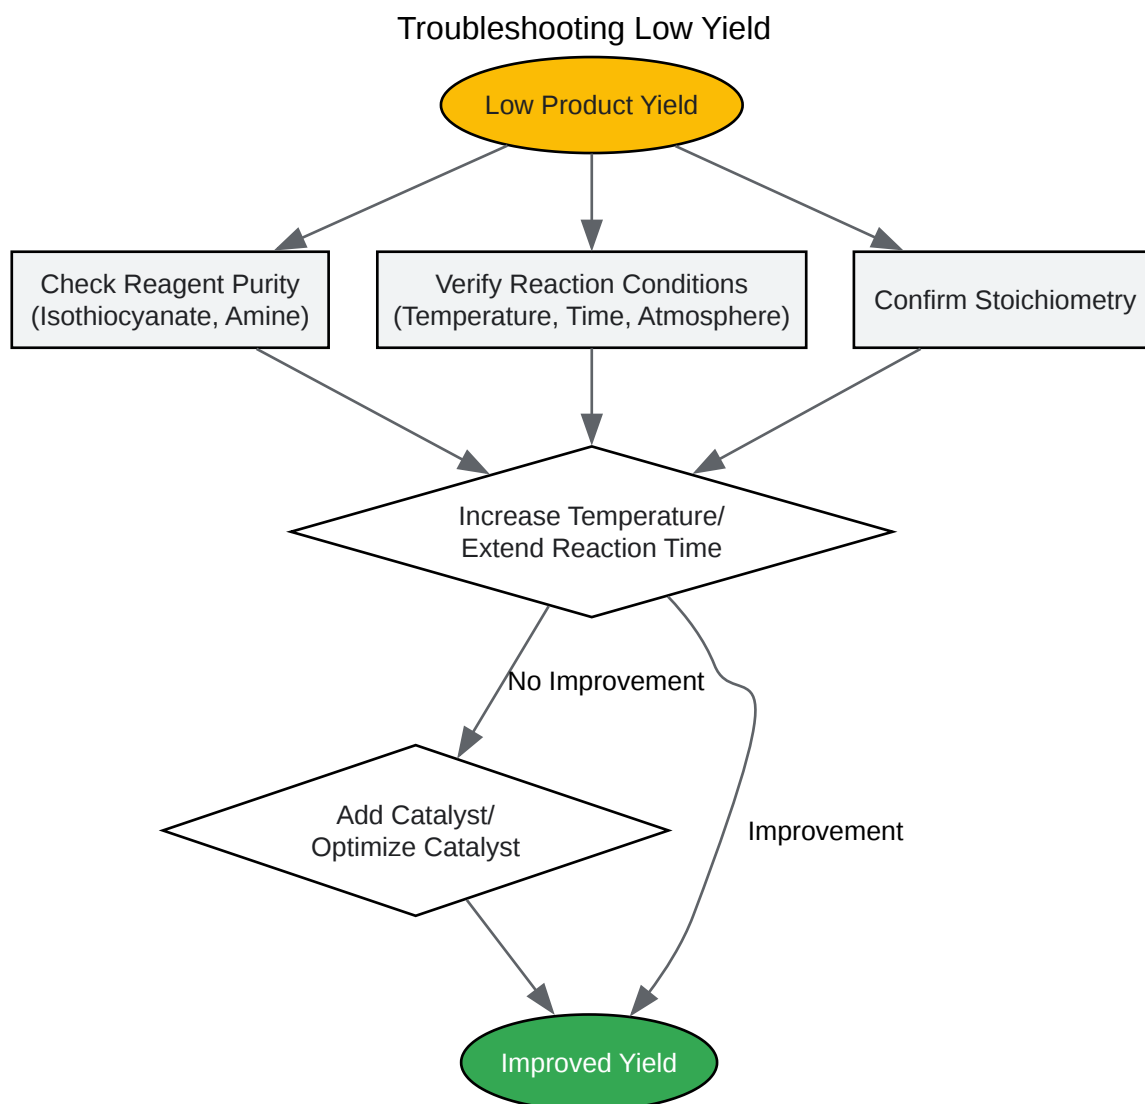 Troubleshooting Low Yield
Low Product Yield
Check Reagent Purity
(Isothiocyanate, Amine)
Verify Reaction Conditions
(Temperature, Time, Atmosphere)
Confirm Stoichiometry
Increase Temperature/
Extend Reaction Time
No Improvement
Add Catalyst/
Optimize Catalyst
Improvement
Improved Yield